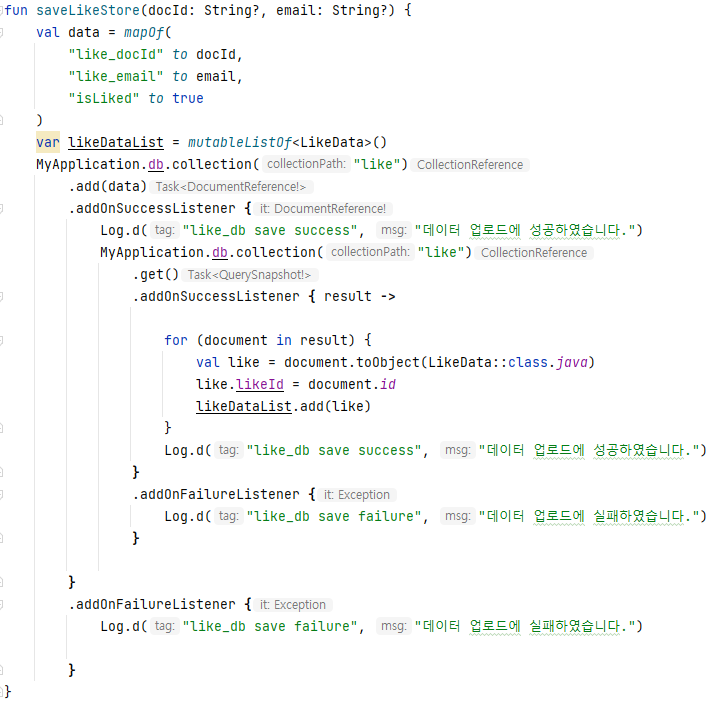 fun saveLikeStore(docId: String?, email: String?) {
    val data = mapOf(
        "like_docId" to docId,
        "like_email" to email,
        "isLiked" to true
    )
    var likeDataList = mutableListOf<LikeData>()
    MyApplication.db.collection( collectionPath: "like") CollectionReference
        .add(data) Task<DocumentReference!>
        .addOnSuccessListener { it: DocumentReference!
            Log.d( tag: "like_db save success", msg: "데이터 업로드에 성공하였습니다.")
            MyApplication.db.collection( collectionPath: "like") CollectionReference
                .get() Task<QuerySnapshot!>
                .addOnSuccessListener { result ->
                    for (document in result) {
                        val like = document.toObject(LikeData::class.java)
                        like.likeId = document.id
                        likeDataList.add(like)
                    }
                    Log.d( tag: "like_db save success", msg: "데이터 업로드에 성공하였습니다.")
                }
                .addOnFailureListener { it: Exception
                    Log.d( tag: "like_db save failure", msg: "데이터 업로드에 실패하였습니다.")
                }
        }
        .addOnFailureListener { it: Exception
            Log.d( tag: "like_db save failure", msg: "데이터 업로드에 실패하였습니다.")
        }
}